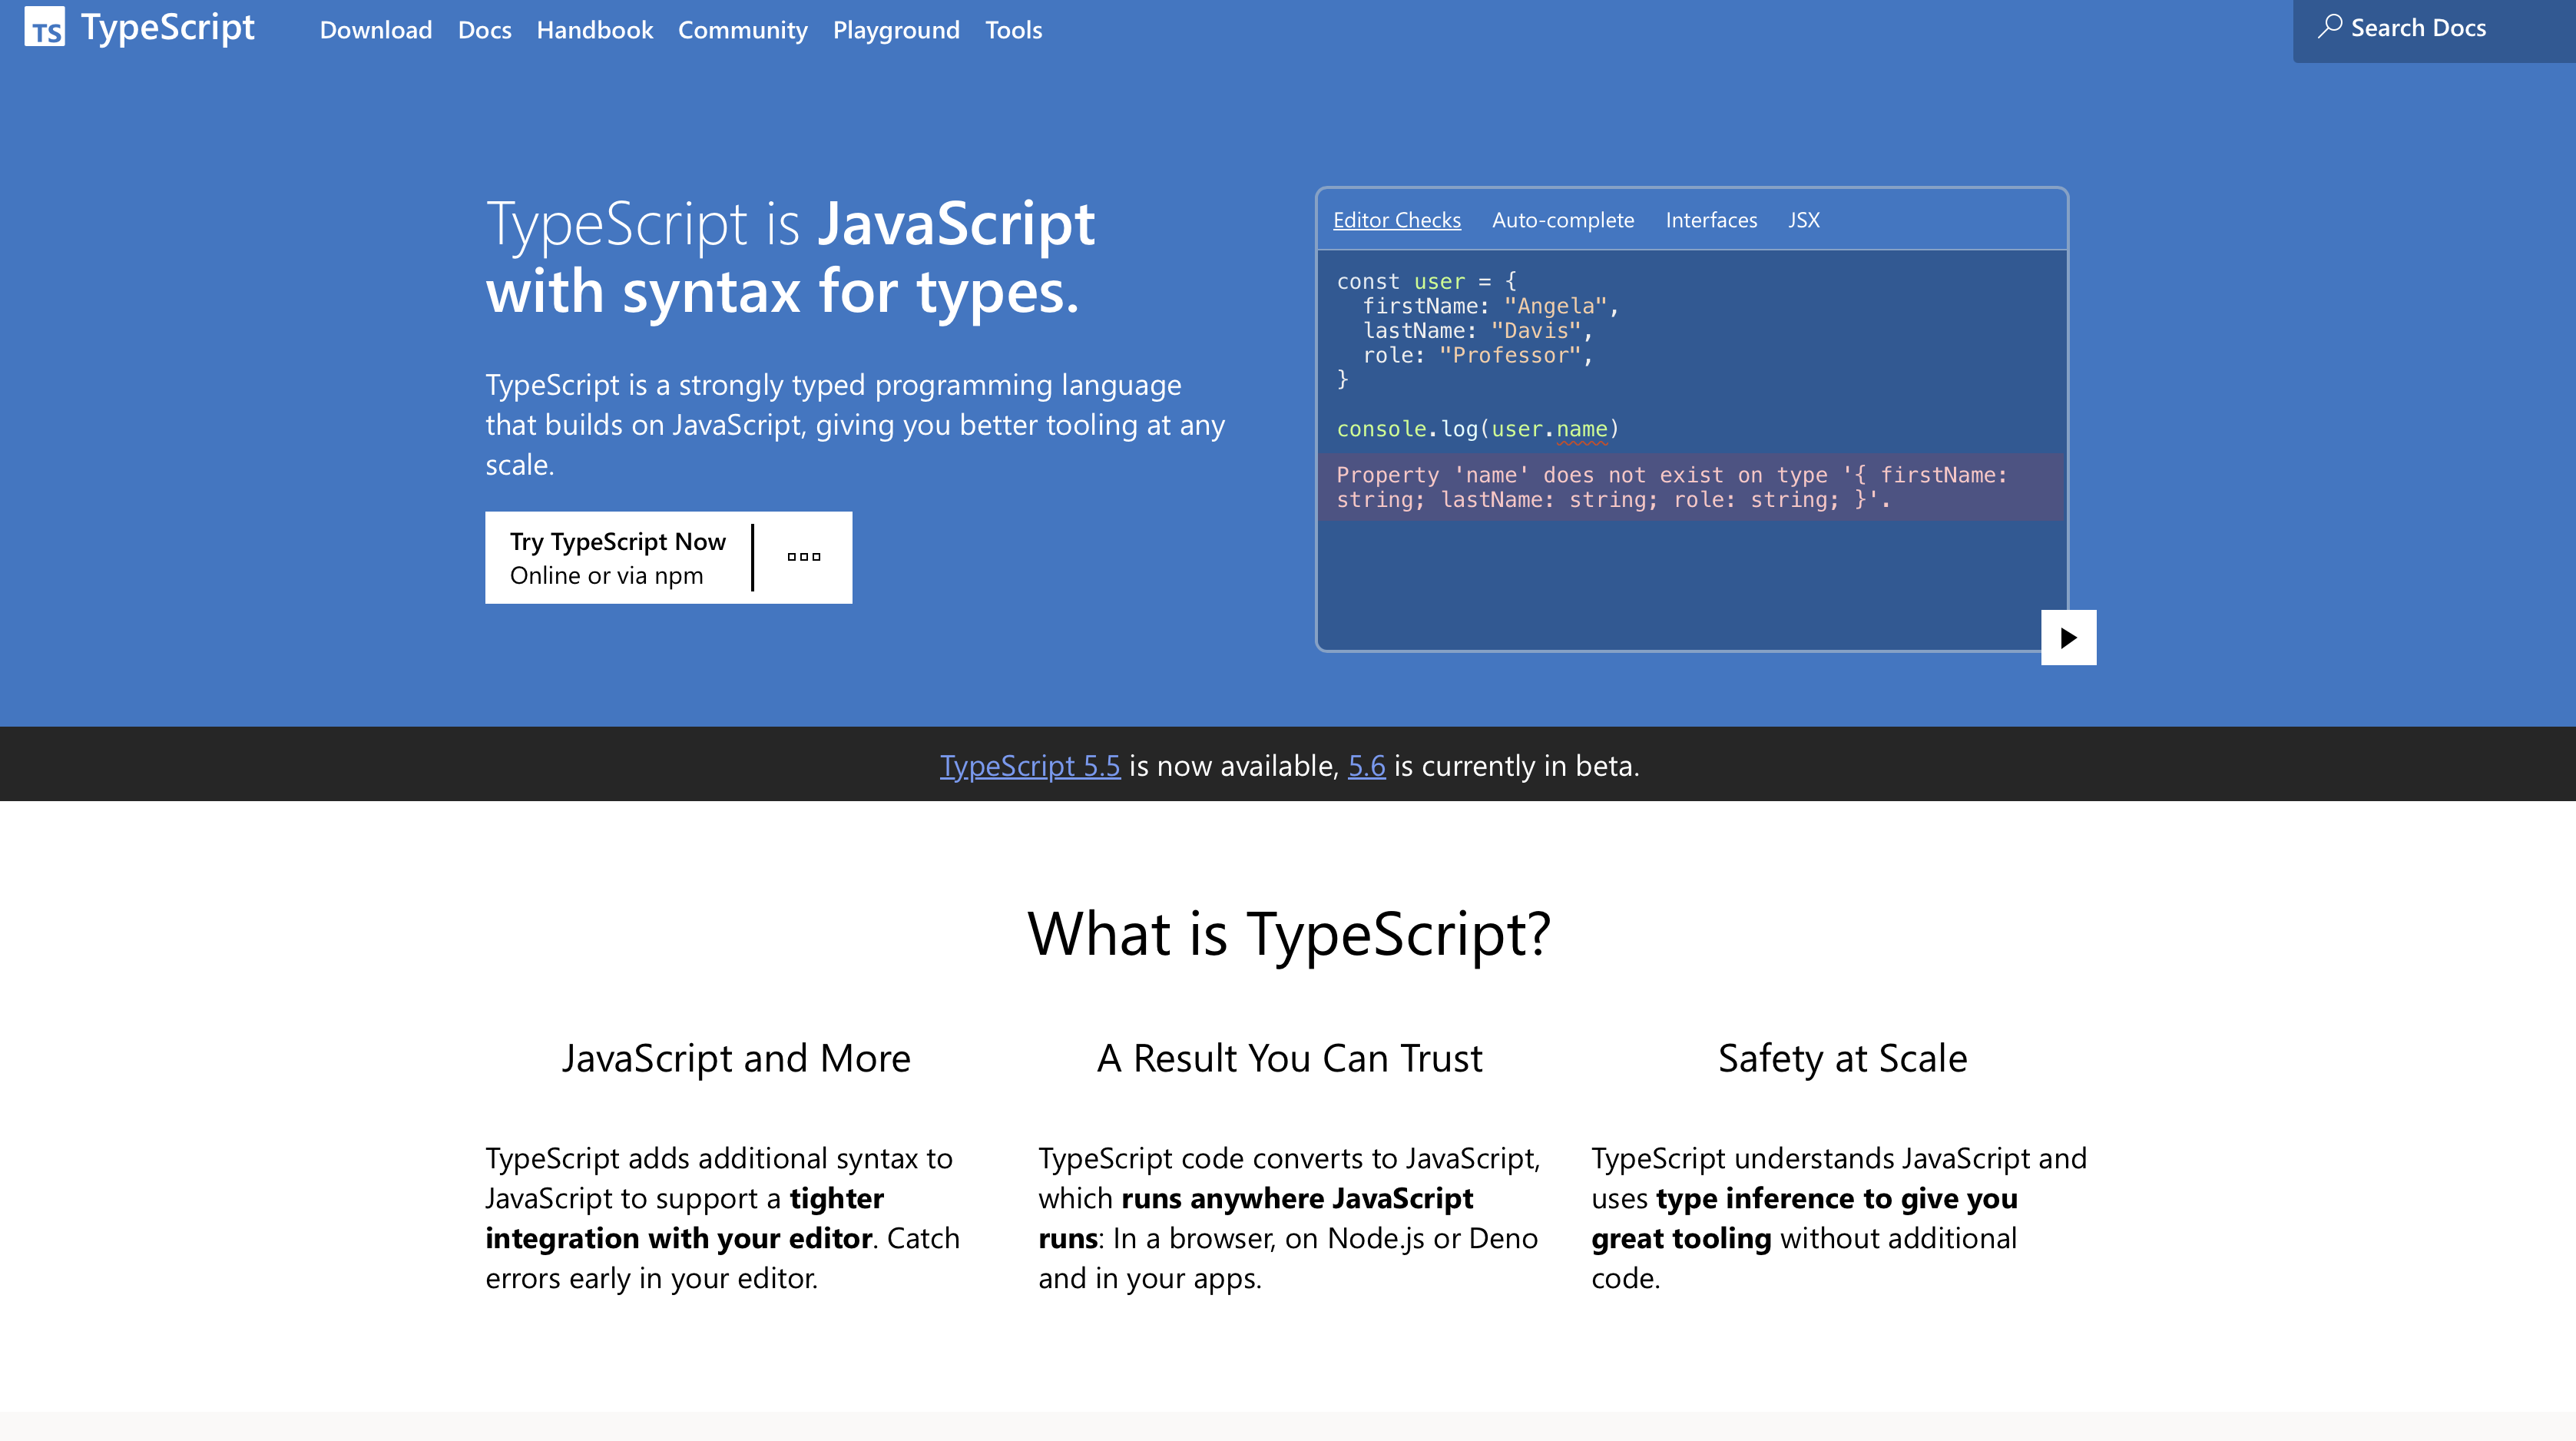 TS TypeScript
Download Docs Handbook Community Playground Tools
Search Docs
TypeScript is JavaScript
with syntax for types.
TypeScript is a strongly typed programming language
that builds on JavaScript, giving you better tooling at any
scale.
Try TypeScript Now
Online or via npm
Editor Checks Auto-complete Interfaces JSX
const user = {
  firstName: "Angela",
  lastName: "Davis",
  role: "Professor",
}
console.log(user.name)
Property 'name' does not exist on type '{ firstName:
string; lastName: string; role: string; }'.
TypeScript 5.5 is now available, 5.6 is currently in beta.
What is TypeScript?
JavaScript and More
TypeScript adds additional syntax to
JavaScript to support a tighter
integration with your editor. Catch
errors early in your editor.
A Result You Can Trust
TypeScript code converts to JavaScript,
which runs anywhere JavaScript
runs: In a browser, on Node.js or Deno
and in your apps.
Safety at Scale
TypeScript understands JavaScript and
uses type inference to give you
great tooling without additional
code.